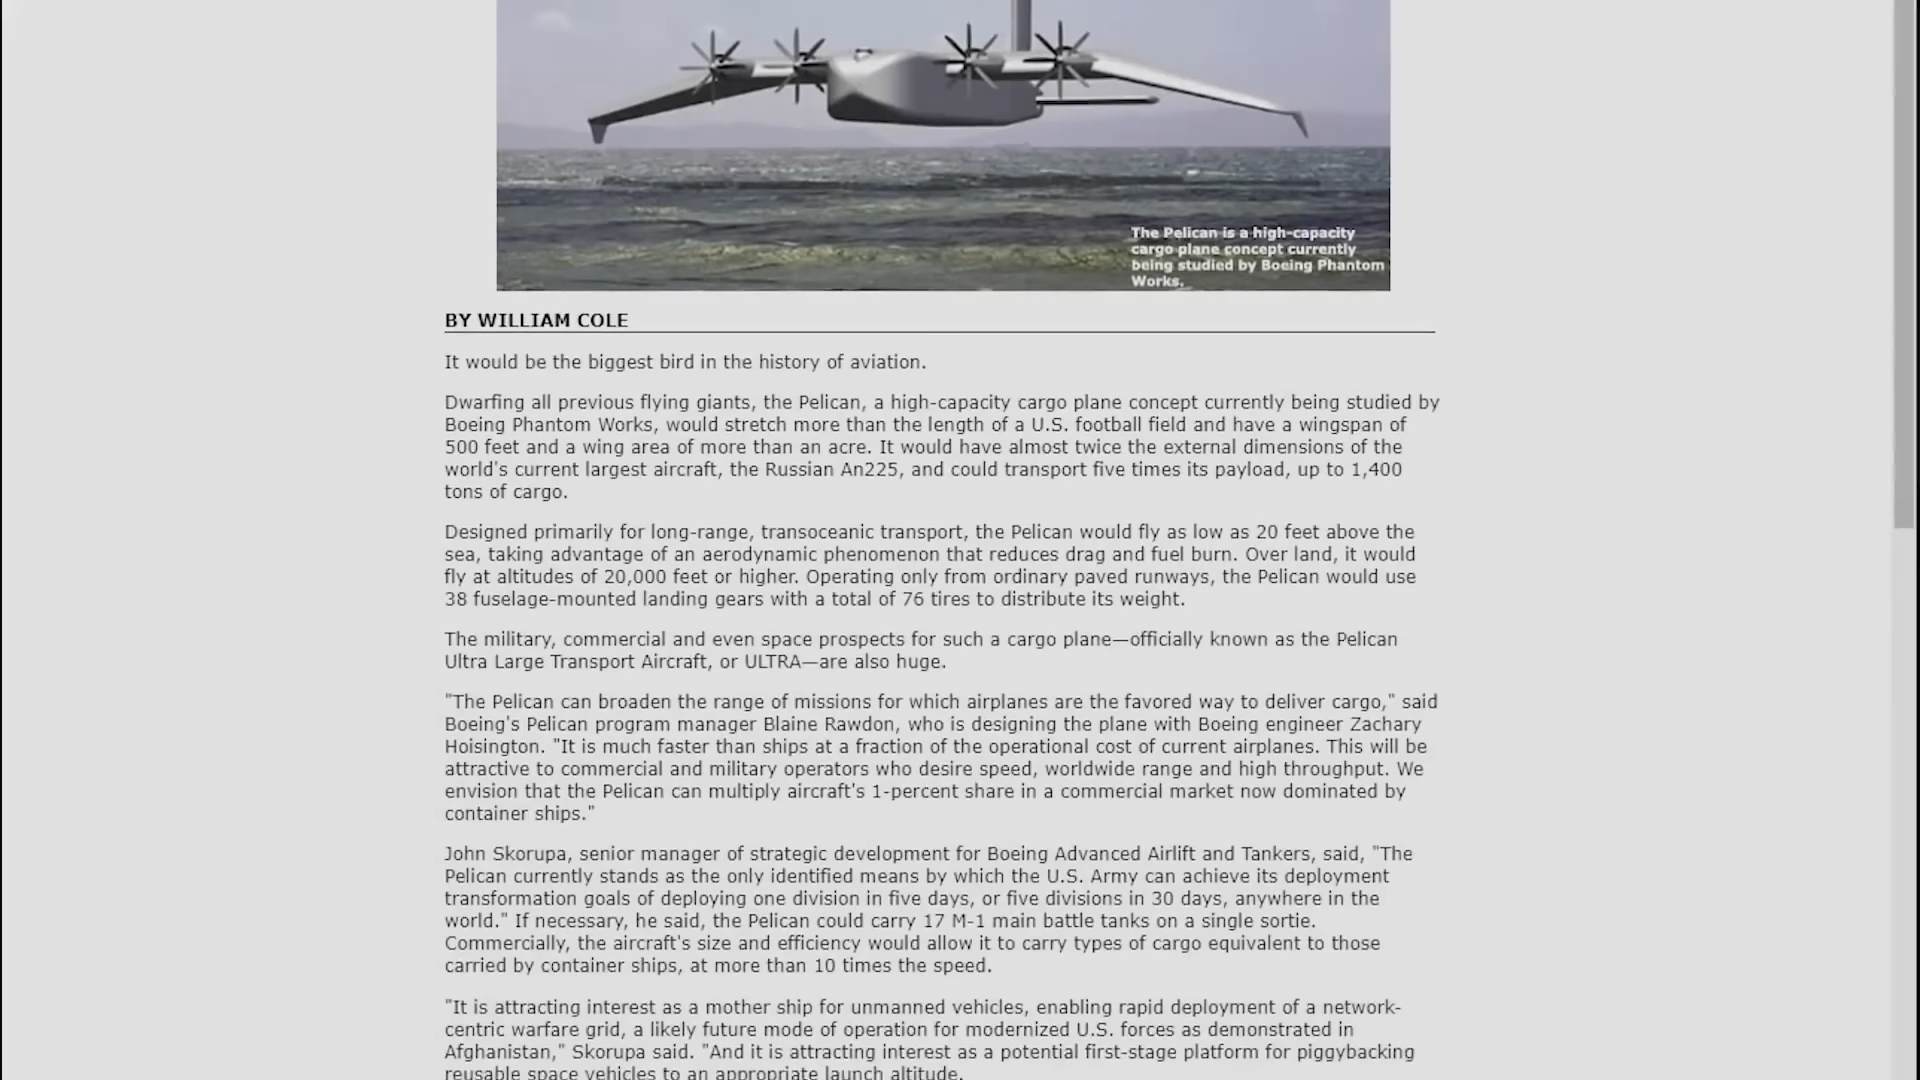 The Pelican is a high-capacity
cargo plane concept currently
being studied by Boeing Phantom
Works.
BY WILLIAM COLE
It would be the biggest bird in the history of aviation.
Dwarfing all previous flying giants, the Pelican, a high-capacity cargo plane concept currently being studied by
Boeing Phantom Works, would stretch more than the length of a U.S. football field and have a wingspan of
500 feet and a wing area of more than an acre. It would have almost twice the external dimensions of the
world's current largest aircraft, the Russian An225, and could transport five times its payload, up to 1,400
tons of cargo.
Designed primarily for long-range, transoceanic transport, the Pelican would fly as low as 20 feet above the
sea, taking advantage of an aerodynamic phenomenon that reduces drag and fuel burn. Over land, it would
fly at altitudes of 20,000 feet or higher. Operating only from ordinary paved runways, the Pelican would use
38 fuselage-mounted landing gears with a total of 76 tires to distribute its weight.
The military, commercial and even space prospects for such a cargo plane—officially known as the Pelican
Ultra Large Transport Aircraft, or ULTRA—are also huge.
"The Pelican can broaden the range of missions for which airplanes are the favored way to deliver cargo," said
Boeing's Pelican program manager Blaine Rawdon, who is designing the plane with Boeing engineer Zachary
Hoisington. "It is much faster than ships at a fraction of the operational cost of current airplanes. This will be
attractive to commercial and military operators who desire speed, worldwide range and high throughput. We
envision that the Pelican can multiply aircraft's 1-percent share in a commercial market now dominated by
container ships."
John Skorupa, senior manager of strategic development for Boeing Advanced Airlift and Tankers, said, "The
Pelican currently stands as the only identified means by which the U.S. Army can achieve its deployment
transformation goals of deploying one division in five days, or five divisions in 30 days, anywhere in the
world." If necessary, he said, the Pelican could carry 17 M-1 main battle tanks on a single sortie.
Commercially, the aircraft's size and efficiency would allow it to carry types of cargo equivalent to those
carried by container ships, at more than 10 times the speed.
"It is attracting interest as a mother ship for unmanned vehicles, enabling rapid deployment of a network-
centric warfare grid, a likely future mode of operation for modernized U.S. forces as demonstrated in
Afghanistan," Skorupa said. "And it is attracting interest as a potential first-stage platform for piggybacking
reusable space vehicles to an appropriate launch altitude.